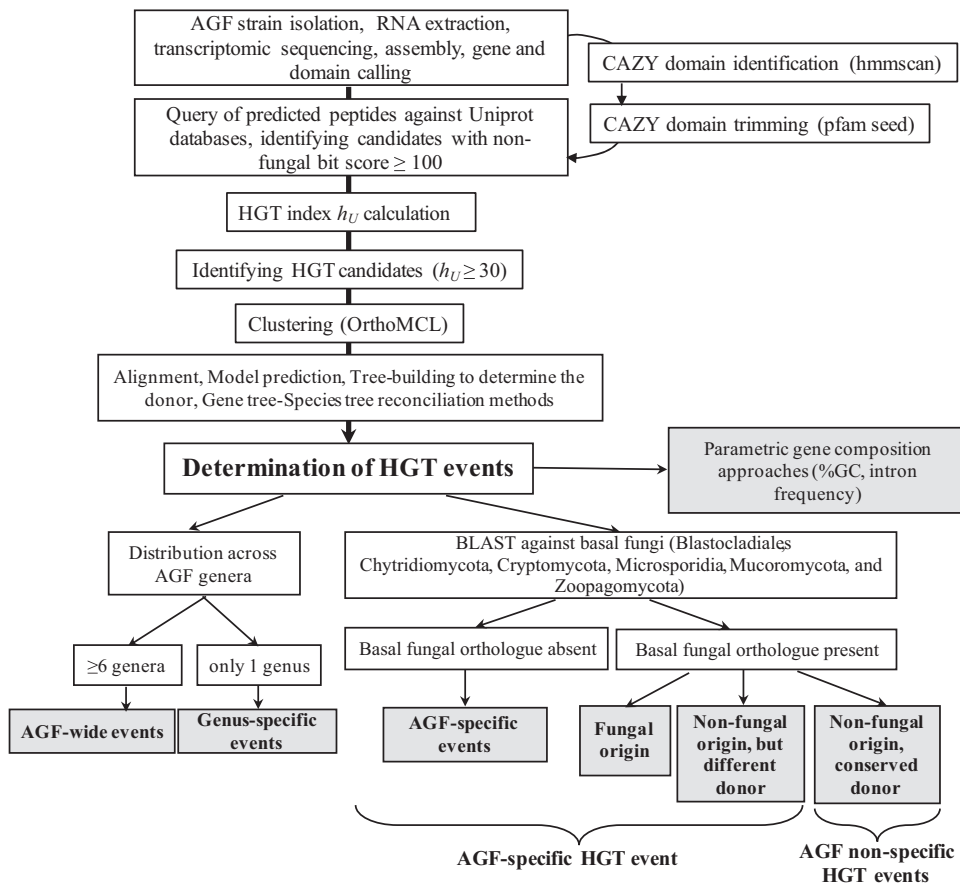 AGF strain isolation, RNA extraction,
transcriptomic sequencing, assembly, gene and
domain calling
CAZY domain identification (hmmscan)
CAZY domain trimming (pfam seed)
Query of predicted peptides against Uniprot
databases, identifying candidates with non-
fungal bit score ≥ 100
HGT index hU calculation
Identifying HGT candidates (hU ≥ 30)
Clustering (OrthoMCL)
Alignment, Model prediction, Tree-building to determine the
donor, Gene tree-Species tree reconciliation methods
Determination of HGT events
Parametric gene composition
approaches (%GC, intron
frequency)
Distribution across
AGF genera
BLAST against basal fungi (Blastocladiales,
Chytridiomycota, Cryptomycota, Microsporidia, Mucoromycota, and
Zoopagomycota)
≥6 genera
only 1 genus
Basal fungal orthologue absent
Basal fungal orthologue present
AGF-wide events
Genus-specific
events
AGF-specific
events
Fungal
origin
Non-fungal
origin, but
different
donor
Non-fungal
origin,
conserved
donor
AGF-specific HGT event
AGF non-specific
HGT events